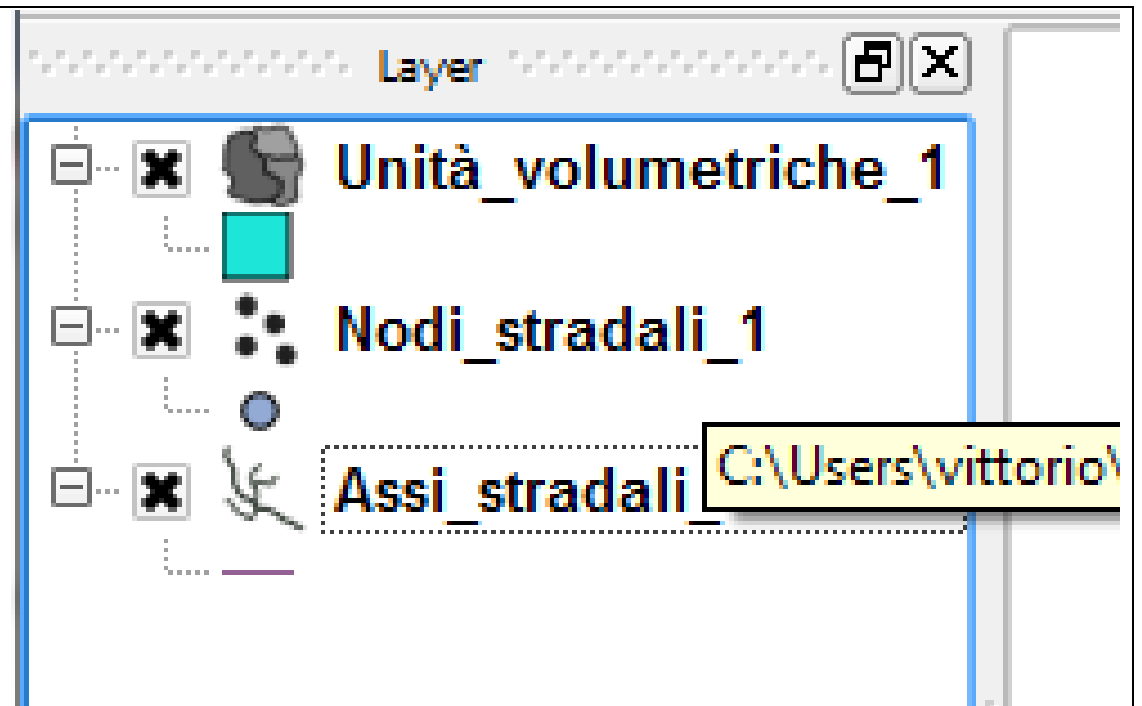 Layer
Unità_volumetriche_1
Nodi_stradali_1
Assi_stradali_
C:\Users\vittorio\